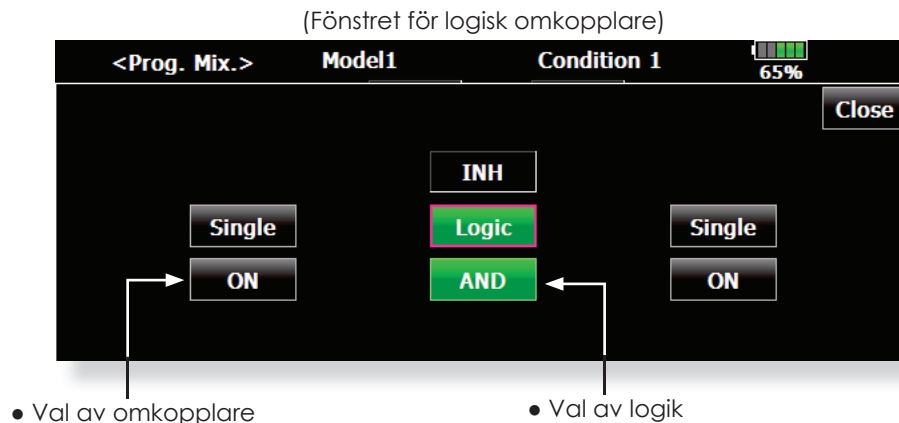 (Fönstret för logisk omkopplare)
<Prog. Mix.> Model1 Condition 1 65%
Close
INH
Single Logic Single
ON AND ON
● Val av omkopplare ● Val av logik